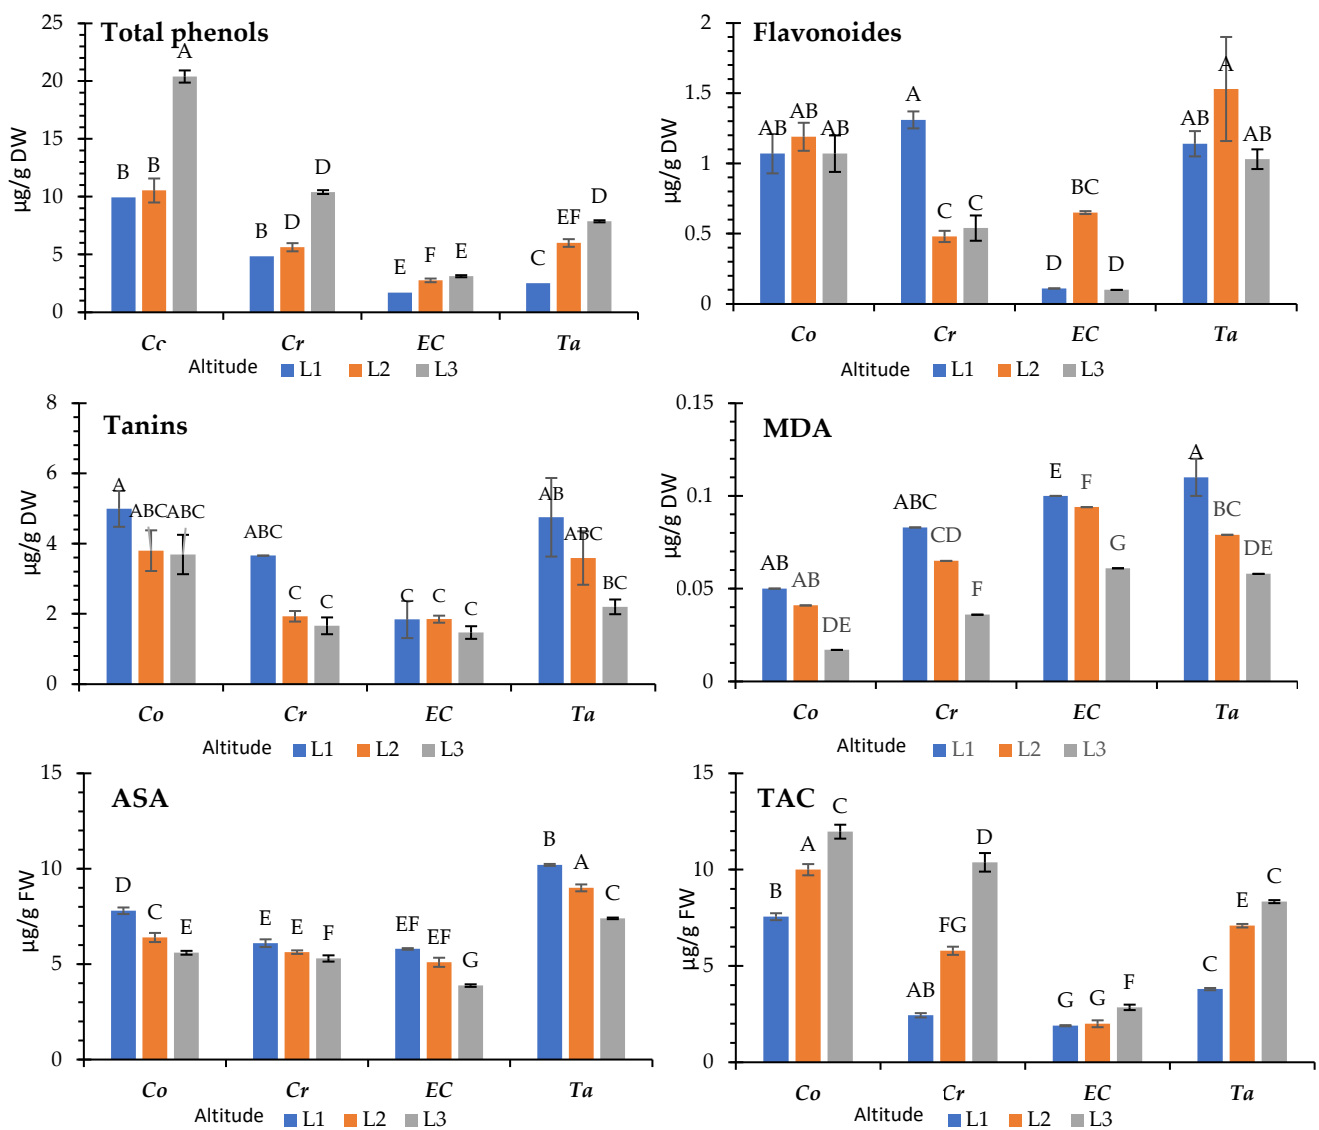 Total phenols
µg/g DW
25
20
15
10
5
0
B B A
B D D
E F E
C EF D
Cc Cr EC Ta
Altitude L1 L2 L3
Flavonoides
µg/g DW
2
1.5
1
0.5
0
AB AB AB
A C C
D BC D
AB A AB
Co Cr EC Ta
Altitude L1 L2 L3
Tanins
µg/g DW
8
6
4
2
0
A ABC ABC
ABC C C
C C C
AB ABC BC
Co Cr EC Ta
Altitude L1 L2 L3
MDA
µg/g DW
0.15
0.1
0.05
0
AB AB DE
ABC CD F
E F G
A BC DE
Co Cr EC Ta
Altitude L1 L2 L3
ASA
µg/g FW
15
10
5
0
D C E
E E F
EF EF G
B A C
Co Cr EC Ta
Altitude L1 L2 L3
TAC
µg/g FW
15
10
5
0
B A C
AB FG D
G G F
C E C
Co Cr EC Ta
Altitude L1 L2 L3